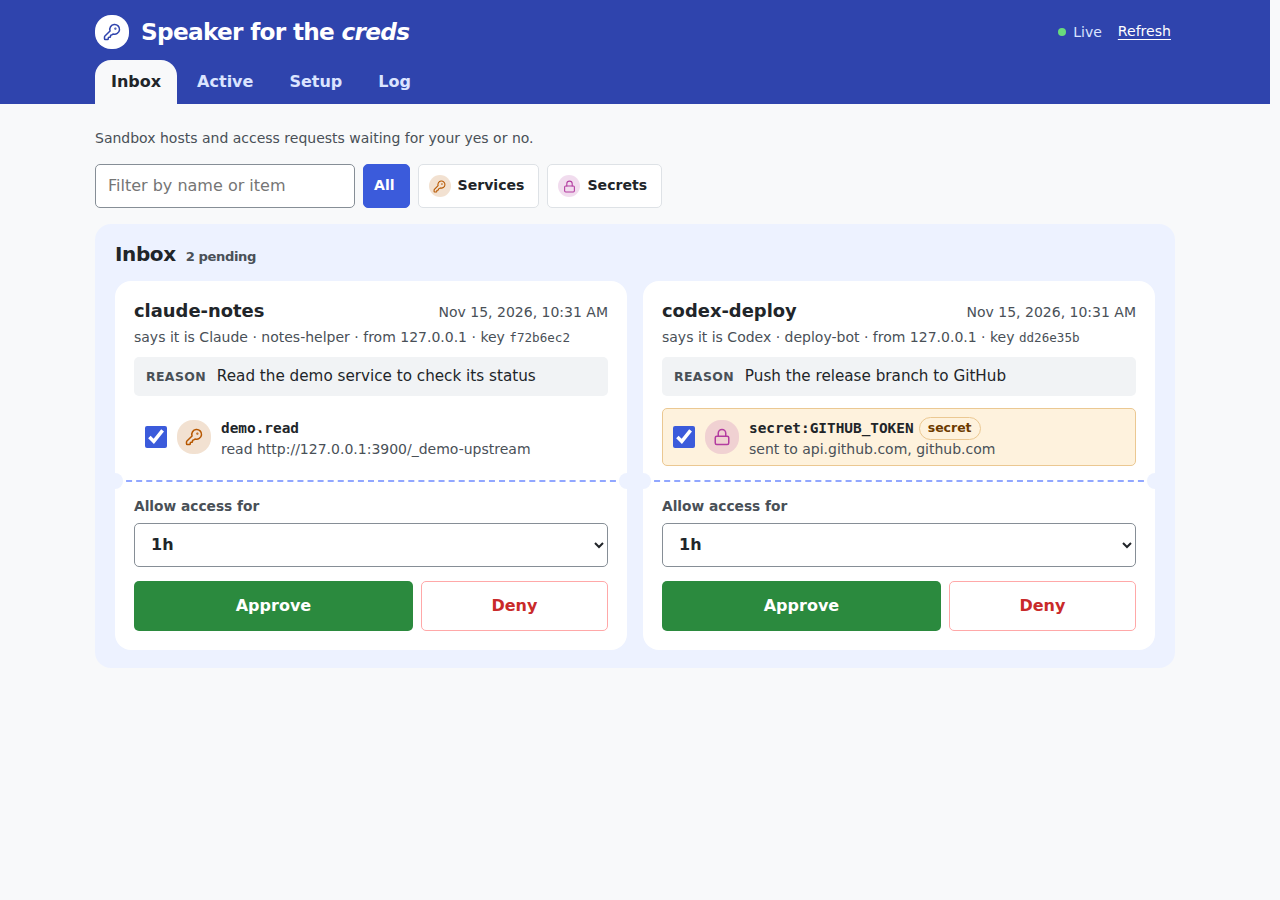 Speaker for the creds
Live Refresh
Inbox Active Setup Log
Sandbox hosts and access requests waiting for your yes or no.
Filter by name or item All Services Secrets
Inbox 2 pending
claude-notes Nov 15, 2026, 10:31 AM
says it is Claude · notes-helper · from 127.0.0.1 · key f72b6ec2
REASON Read the demo service to check its status
demo.read
read http://127.0.0.1:3900/_demo-upstream
Allow access for
1h
Approve Deny
codex-deploy Nov 15, 2026, 10:31 AM
says it is Codex · deploy-bot · from 127.0.0.1 · key dd26e35b
REASON Push the release branch to GitHub
secret:GITHUB_TOKEN secret
sent to api.github.com, github.com
Allow access for
1h
Approve Deny